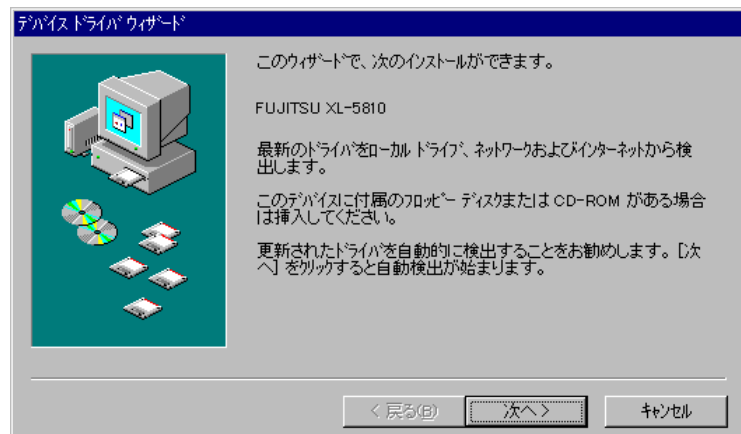 ﾃﾞﾊﾞｲｽ ﾄﾞﾗｲﾊﾞ ｳｨｻﾞｰﾄﾞ
このｳｨｻﾞｰﾄﾞで、次のｲﾝｽﾄｰﾙができます。
FUJITSU XL-5810
最新のﾄﾞﾗｲﾊﾞをﾛｰｶﾙ ﾄﾞﾗｲﾌﾞ、ﾈｯﾄﾜｰｸおよびｲﾝﾀｰﾈｯﾄから検
出します。
このﾃﾞﾊﾞｲｽに付属のﾌﾛｯﾋﾟｰ ﾃﾞｨｽｸまたは CD-ROM がある場合
は挿入してください。
更新されたﾄﾞﾗｲﾊﾞを自動的に検出することをお勧めします。[次
へ] をｸﾘｯｸすると自動検出が始まります。
< 戻る(B)
次へ >
ｷｬﾝｾﾙ